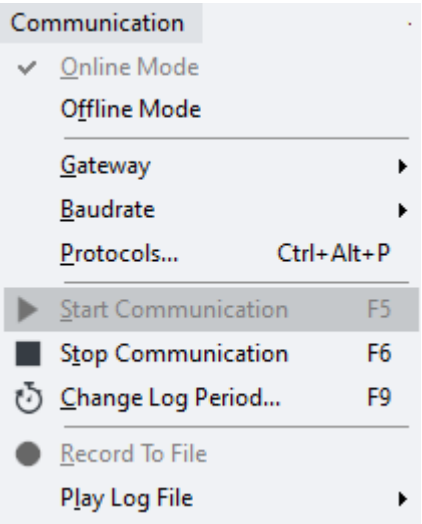 Communication
Online Mode
Offline Mode
Gateway
Baudrate
Protocols... Ctrl+Alt+P
Start Communication F5
Stop Communication F6
Change Log Period... F9
Record To File
Play Log File